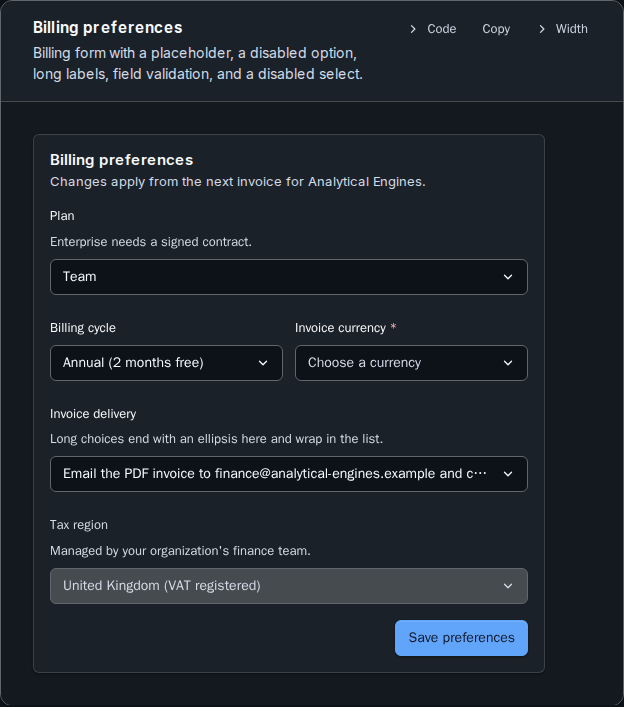 Billing preferences
Code Copy Width
Billing form with a placeholder, a disabled option,
long labels, field validation, and a disabled select.
Billing preferences
Changes apply from the next invoice for Analytical Engines.
Plan
Enterprise needs a signed contract.
Team
Billing cycle
Invoice currency *
Annual (2 months free)
Choose a currency
Invoice delivery
Long choices end with an ellipsis here and wrap in the list.
Email the PDF invoice to finance@analytical-engines.example and c…
Tax region
Managed by your organization's finance team.
United Kingdom (VAT registered)
Save preferences